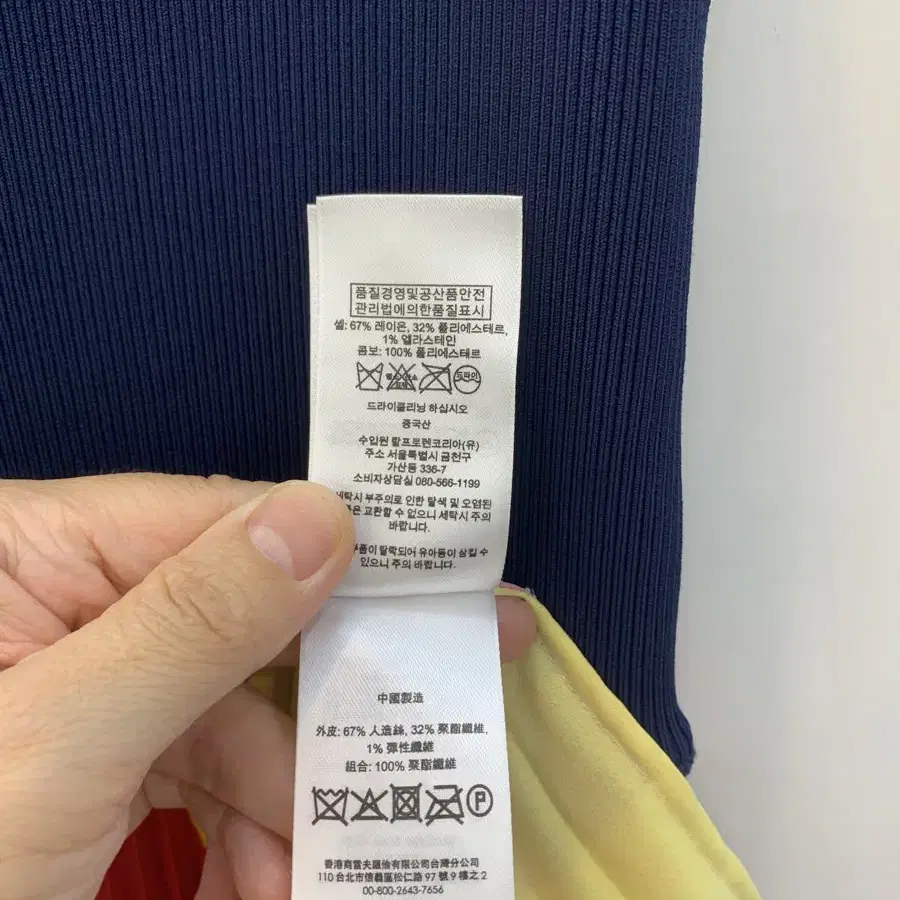 품질경영및공산품안전
관리법에의한품질표시
셸: 67% 레이온, 32% 폴리에스테르,
1% 엘라스테인
콤보: 100% 폴리에스테르
드라이
드라이클리닝 하십시오
중국산
수입원 랄프로렌코리아(유)
주소 서울특별시 금천구
가산동 336-7
소비자상담실 080-566-1199
세탁시 부주의로 인한 탈색 및 오염된
은 교환할 수 없으니 세탁시 주의
바랍니다.
부품이 탈락되어 유아등이 삼킬 수
있으니 주의 바랍니다.
中國製造
外皮: 67% 人造絲, 32% 聚酯纖維,
1% 彈性纖維
組合: 100% 聚酯纖維
P
香港商雷夫羅倫有限公司台灣分公司
110 台北市信義區松仁路 97 號 9 樓之 2
00-800-2643-7656